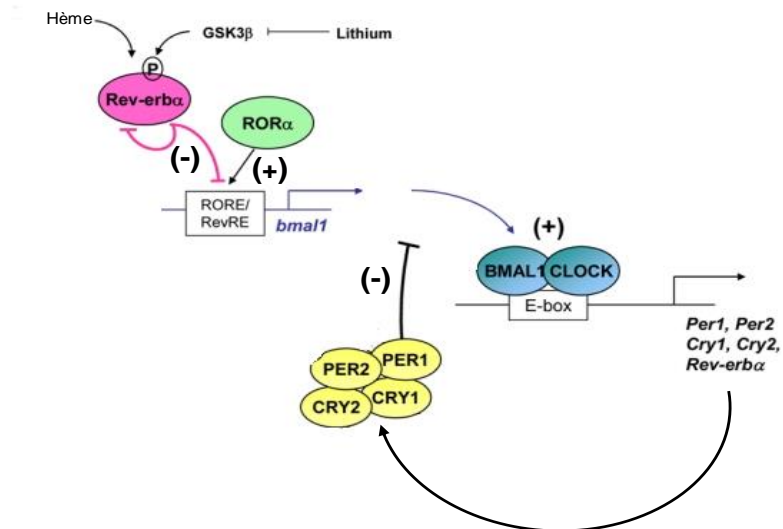 Hème
GSK3β
Lithium
P
Rev-erbα
RORα
(-)
(+)
RORE/
RevRE
bmal1
(+)
BMAL1
CLOCK
E-box
(-)
Per1, Per2
Cry1, Cry2,
Rev-erbα
PER2
PER1
CRY2
CRY1